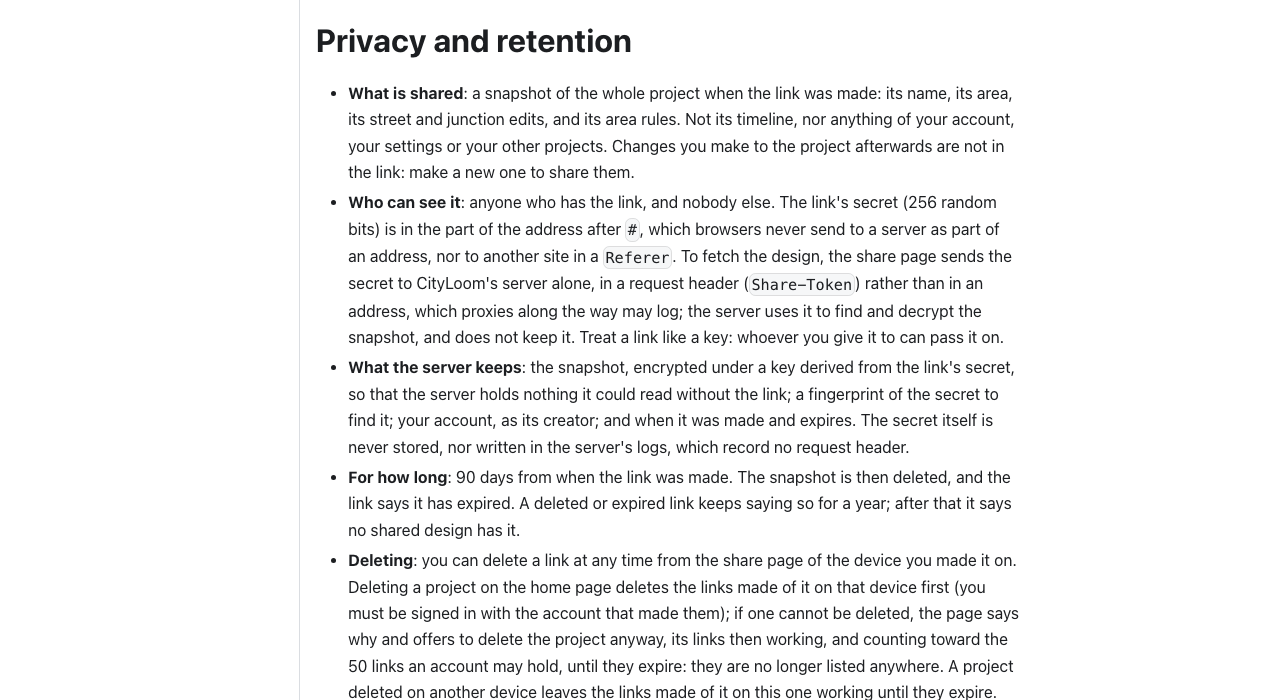 Privacy and retention
What is shared: a snapshot of the whole project when the link was made: its name, its area,
its street and junction edits, and its area rules. Not its timeline, nor anything of your account,
your settings or your other projects. Changes you make to the project afterwards are not in
the link: make a new one to share them.
Who can see it: anyone who has the link, and nobody else. The link's secret (256 random
bits) is in the part of the address after #, which browsers never send to a server as part of
an address, nor to another site in a Referer. To fetch the design, the share page sends the
secret to CityLoom's server alone, in a request header (Share-Token) rather than in an
address, which proxies along the way may log; the server uses it to find and decrypt the
snapshot, and does not keep it. Treat a link like a key: whoever you give it to can pass it on.
What the server keeps: the snapshot, encrypted under a key derived from the link's secret,
so that the server holds nothing it could read without the link; a fingerprint of the secret to
find it; your account, as its creator; and when it was made and expires. The secret itself is
never stored, nor written in the server's logs, which record no request header.
For how long: 90 days from when the link was made. The snapshot is then deleted, and the
link says it has expired. A deleted or expired link keeps saying so for a year; after that it says
no shared design has it.
Deleting: you can delete a link at any time from the share page of the device you made it on.
Deleting a project on the home page deletes the links made of it on that device first (you
must be signed in with the account that made them); if one cannot be deleted, the page says
why and offers to delete the project anyway, its links then working, and counting toward the
50 links an account may hold, until they expire: they are no longer listed anywhere. A project
deleted on another device leaves the links made of it on this one working until they expire.